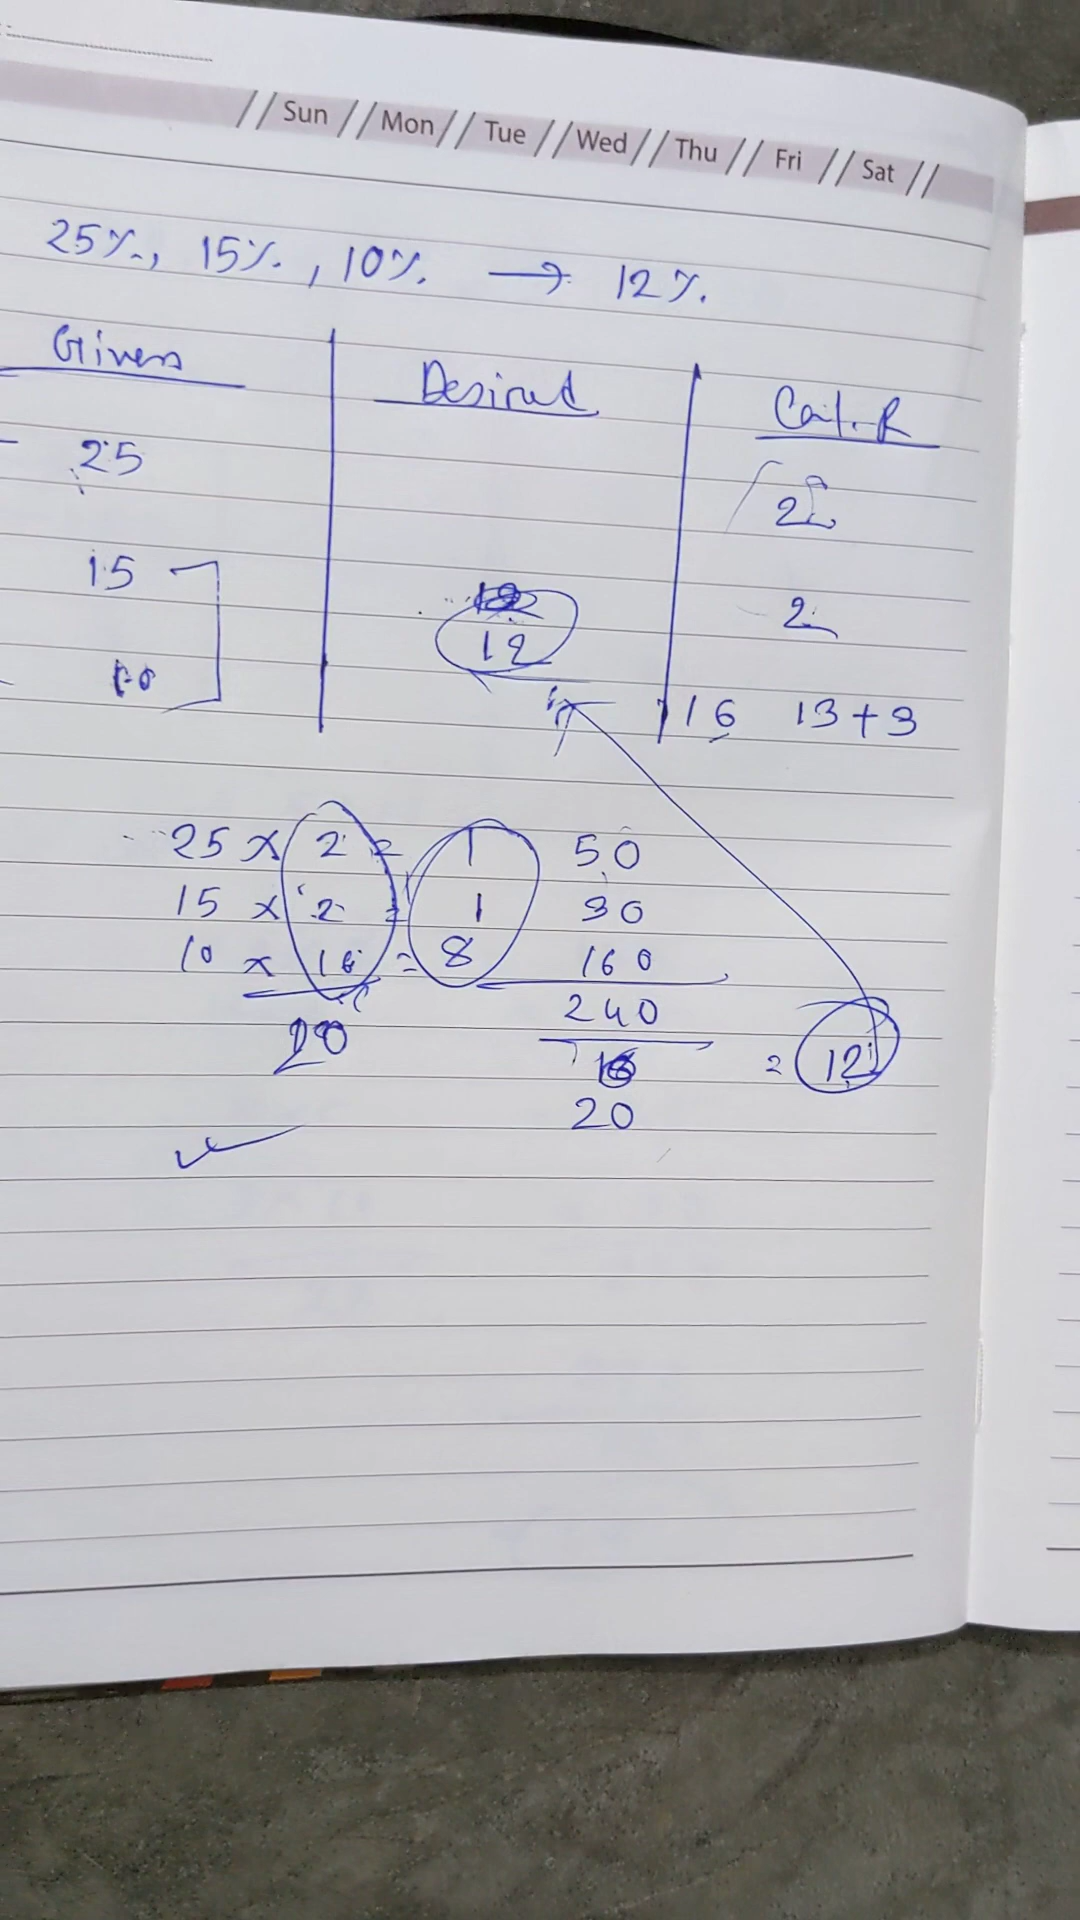 // Sun // Mon // Tue // Wed // Thu // Fri // Sat //
25%, 15%, 10% → 12%.
Given Desired Cal. R
25 2
15 2
12
10 16 13+3
25 x 2 = 1 50
15 x 2 = 1 30
10 x 16 = 8 160
20 240
= 12
20